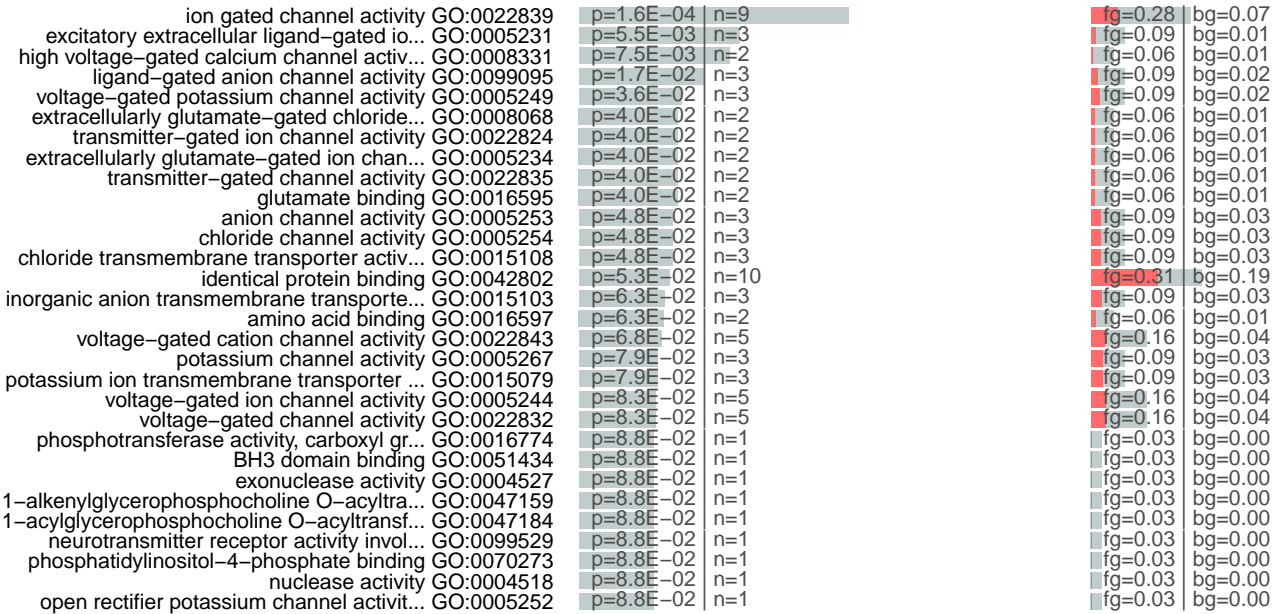 ion gated channel activity GO:0022839 p=1.6E−04 | n=9 fg=0.28 | bg=0.07
excitatory extracellular ligand−gated io... GO:0005231 p=5.5E−03 | n=3 fg=0.09 | bg=0.01
high voltage−gated calcium channel activ... GO:0008331 p=7.5E−03 | n=2 fg=0.06 | bg=0.01
ligand−gated anion channel activity GO:0099095 p=1.7E−02 | n=3 fg=0.09 | bg=0.02
voltage−gated potassium channel activity GO:0005249 p=3.6E−02 | n=3 fg=0.09 | bg=0.02
extracellularly glutamate−gated chloride... GO:0008068 p=4.0E−02 | n=2 fg=0.06 | bg=0.01
transmitter−gated ion channel activity GO:0022824 p=4.0E−02 | n=2 fg=0.06 | bg=0.01
extracellularly glutamate−gated ion chan... GO:0005234 p=4.0E−02 | n=2 fg=0.06 | bg=0.01
transmitter−gated channel activity GO:0022835 p=4.0E−02 | n=2 fg=0.06 | bg=0.01
glutamate binding GO:0016595 p=4.0E−02 | n=2 fg=0.06 | bg=0.01
anion channel activity GO:0005253 p=4.8E−02 | n=3 fg=0.09 | bg=0.03
chloride channel activity GO:0005254 p=4.8E−02 | n=3 fg=0.09 | bg=0.03
chloride transmembrane transporter activ... GO:0015108 p=4.8E−02 | n=3 fg=0.09 | bg=0.03
identical protein binding GO:0042802 p=5.3E−02 | n=10 fg=0.31 | bg=0.19
inorganic anion transmembrane transporte... GO:0015103 p=6.3E−02 | n=3 fg=0.09 | bg=0.03
amino acid binding GO:0016597 p=6.3E−02 | n=2 fg=0.06 | bg=0.01
voltage−gated cation channel activity GO:0022843 p=6.8E−02 | n=5 fg=0.16 | bg=0.04
potassium channel activity GO:0005267 p=7.9E−02 | n=3 fg=0.09 | bg=0.03
potassium ion transmembrane transporter ... GO:0015079 p=7.9E−02 | n=3 fg=0.09 | bg=0.03
voltage−gated ion channel activity GO:0005244 p=8.3E−02 | n=5 fg=0.16 | bg=0.04
voltage−gated channel activity GO:0022832 p=8.3E−02 | n=5 fg=0.16 | bg=0.04
phosphotransferase activity, carboxyl gr... GO:0016774 p=8.8E−02 | n=1 fg=0.03 | bg=0.00
BH3 domain binding GO:0051434 p=8.8E−02 | n=1 fg=0.03 | bg=0.00
exonuclease activity GO:0004527 p=8.8E−02 | n=1 fg=0.03 | bg=0.00
1−alkenylglycerophosphocholine O−acyltra... GO:0047159 p=8.8E−02 | n=1 fg=0.03 | bg=0.00
1−acylglycerophosphocholine O−acyltransf... GO:0047184 p=8.8E−02 | n=1 fg=0.03 | bg=0.00
neurotransmitter receptor activity invol... GO:0099529 p=8.8E−02 | n=1 fg=0.03 | bg=0.00
phosphatidylinositol−4−phosphate binding GO:0070273 p=8.8E−02 | n=1 fg=0.03 | bg=0.00
nuclease activity GO:0004518 p=8.8E−02 | n=1 fg=0.03 | bg=0.00
open rectifier potassium channel activit... GO:0005252 p=8.8E−02 | n=1 fg=0.03 | bg=0.00